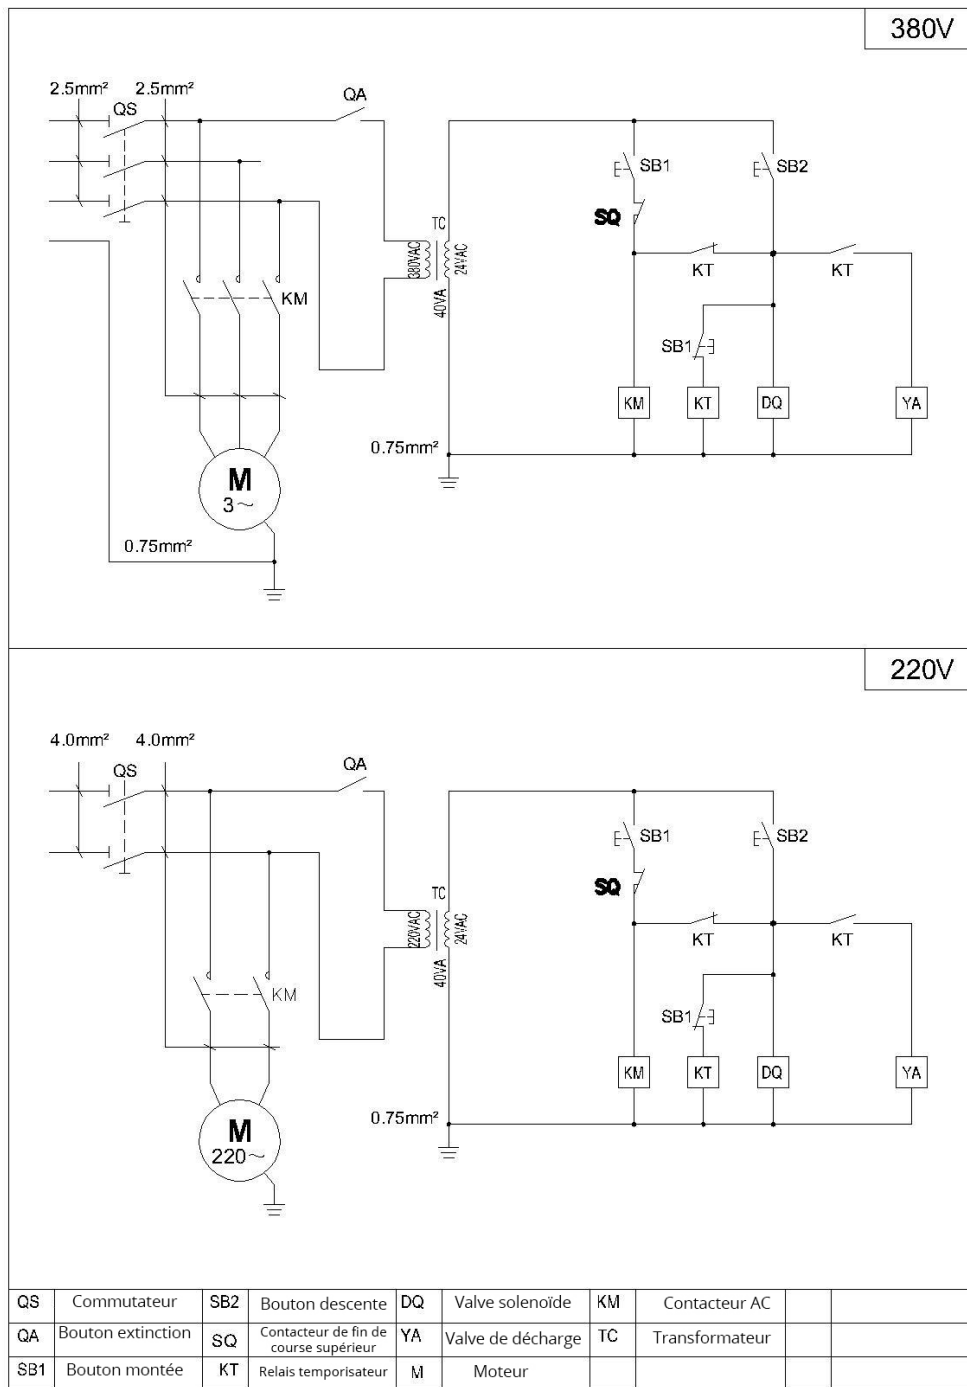 380V
2.5mm² 2.5mm²
QS
QA
SB1
SB2
SQ
TC
380VAC
24VAC
40VA
KT
KT
KM
SB1
KM
KT
DQ
YA
0.75mm²
M
3~
0.75mm²
220V
4.0mm² 4.0mm²
QS
QA
SB1
SB2
SQ
TC
220VAC
24VAC
40VA
KT
KT
KM
SB1
KM
KT
DQ
YA
0.75mm²
M
220~
QS Commutateur SB2 Bouton descente DQ Valve solenoïde KM Contacteur AC
QA Bouton extinction SQ Contacteur de fin de course supérieur YA Valve de décharge TC Transformateur
SB1 Bouton montée KT Relais temporisateur M Moteur